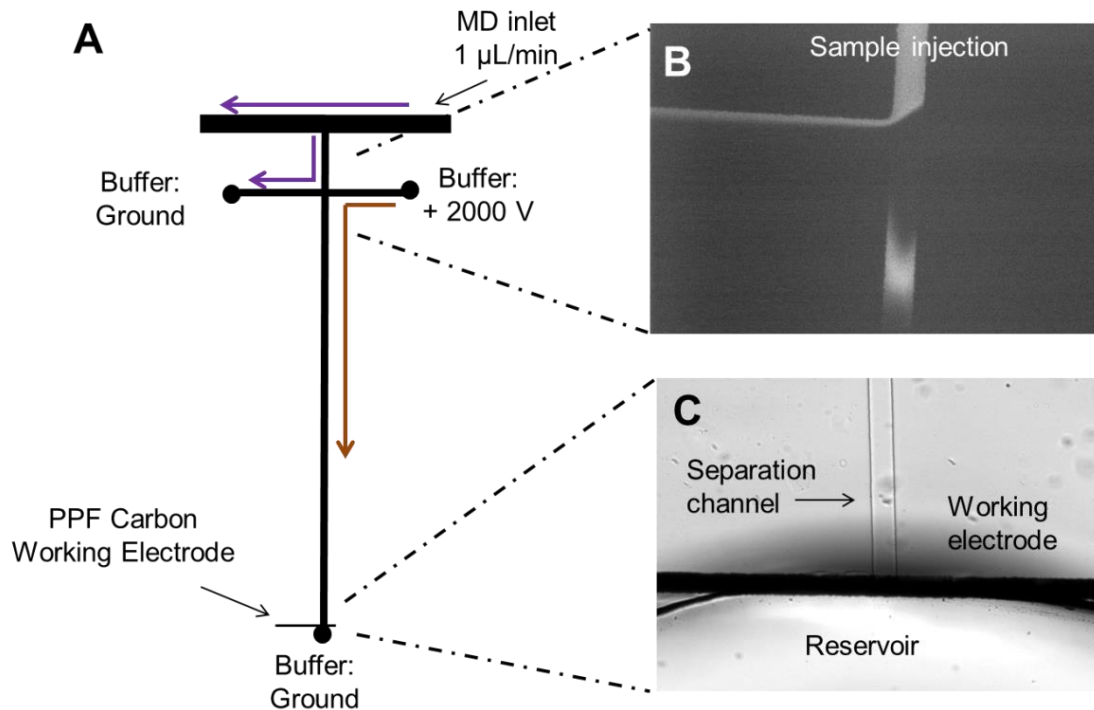 A
MD inlet
1 µL/min
Buffer:
Ground
Buffer:
+ 2000 V
PPF Carbon
Working Electrode
Buffer:
Ground
B
Sample injection
C
Separation
channel
Working
electrode
Reservoir